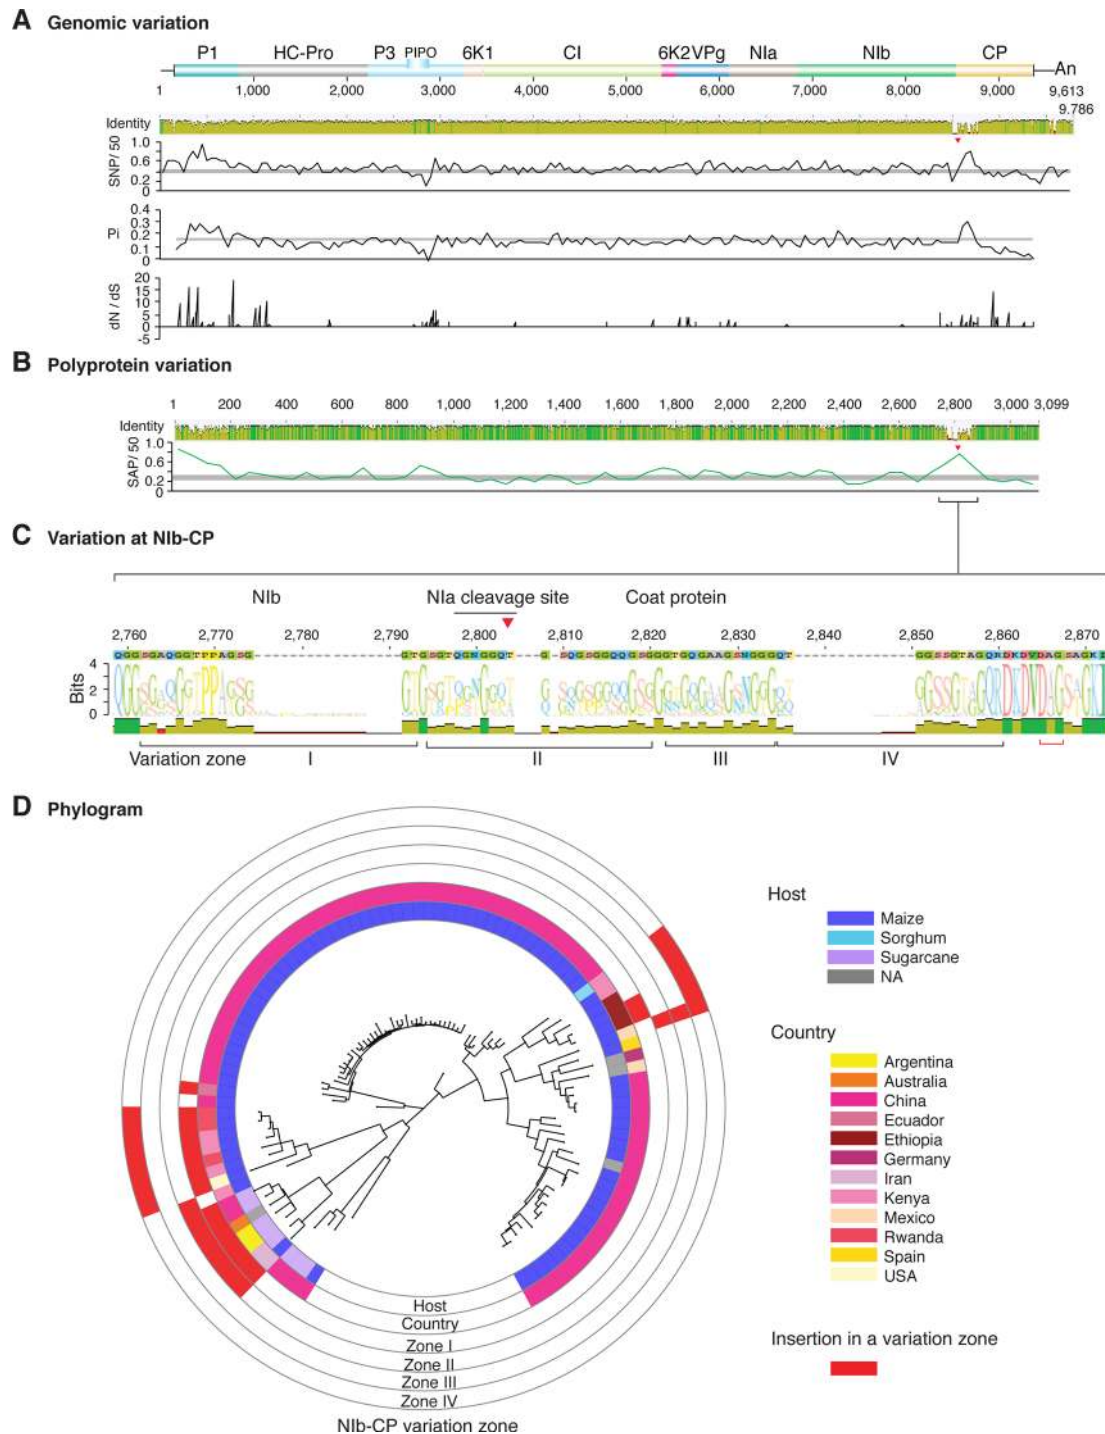 A Genomic variation
P1 HC-Pro P3 PIPO 6K1 CI 6K2 VPg NIa NIb CP An
1 1,000 2,000 3,000 4,000 5,000 6,000 7,000 8,000 9,000 9,613
9.786
Identity
SNP/ 50
1.0
0.6
0.2
0
Pi
0.4
0.3
0.2
0.1
0
dN / dS
20
15
10
5
0
-5
B Polyprotein variation
1 200 400 600 800 1,000 1,200 1,400 1,600 1,800 2,000 2,200 2,400 2,600 2,800 3,000 3,099
Identity
SAP/ 50
1.0
0.6
0.2
0
C Variation at NIb-CP
NIb NIa cleavage site Coat protein
2,760 2,770 2,780 2,790 2,800 2,810 2,820 2,830 2,840 2,850 2,860 2,870
Bits
4
2
0
Variation zone I II III IV
D Phylogram
Host
Maize
Sorghum
Sugarcane
NA
Country
Argentina
Australia
China
Ecuador
Ethiopia
Germany
Iran
Kenya
Mexico
Rwanda
Spain
USA
Insertion in a variation zone
Host
Country
Zone I
Zone II
Zone III
Zone IV
NIb-CP variation zone